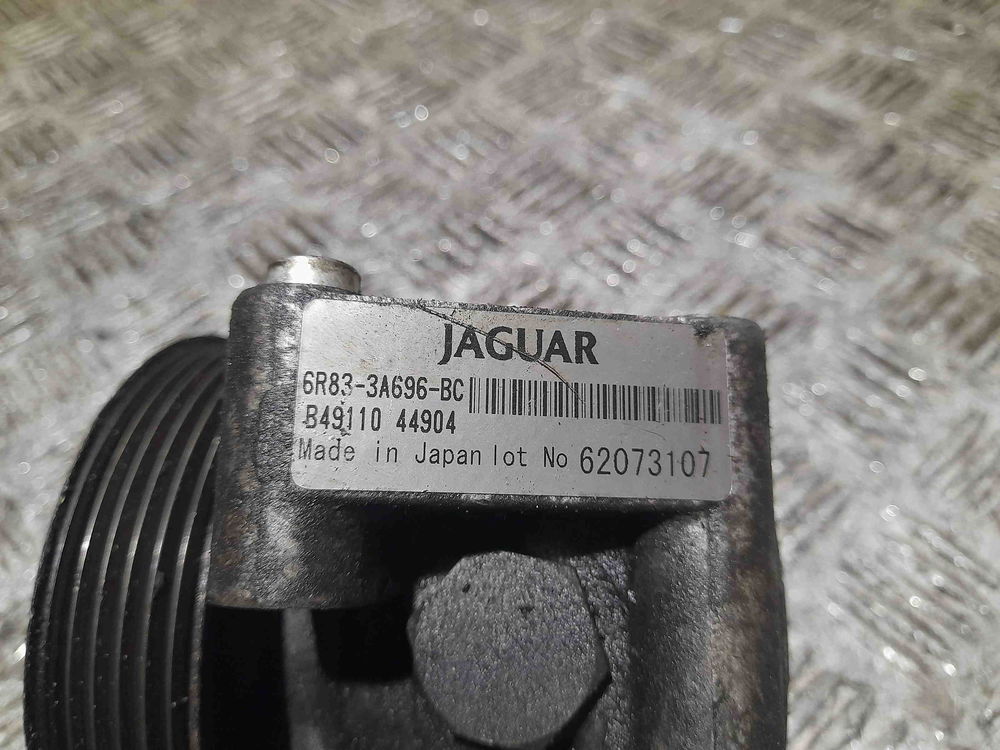 JAGUAR
6R83-3A696-BC
B49110 44904
Made in Japan lot No 62073107